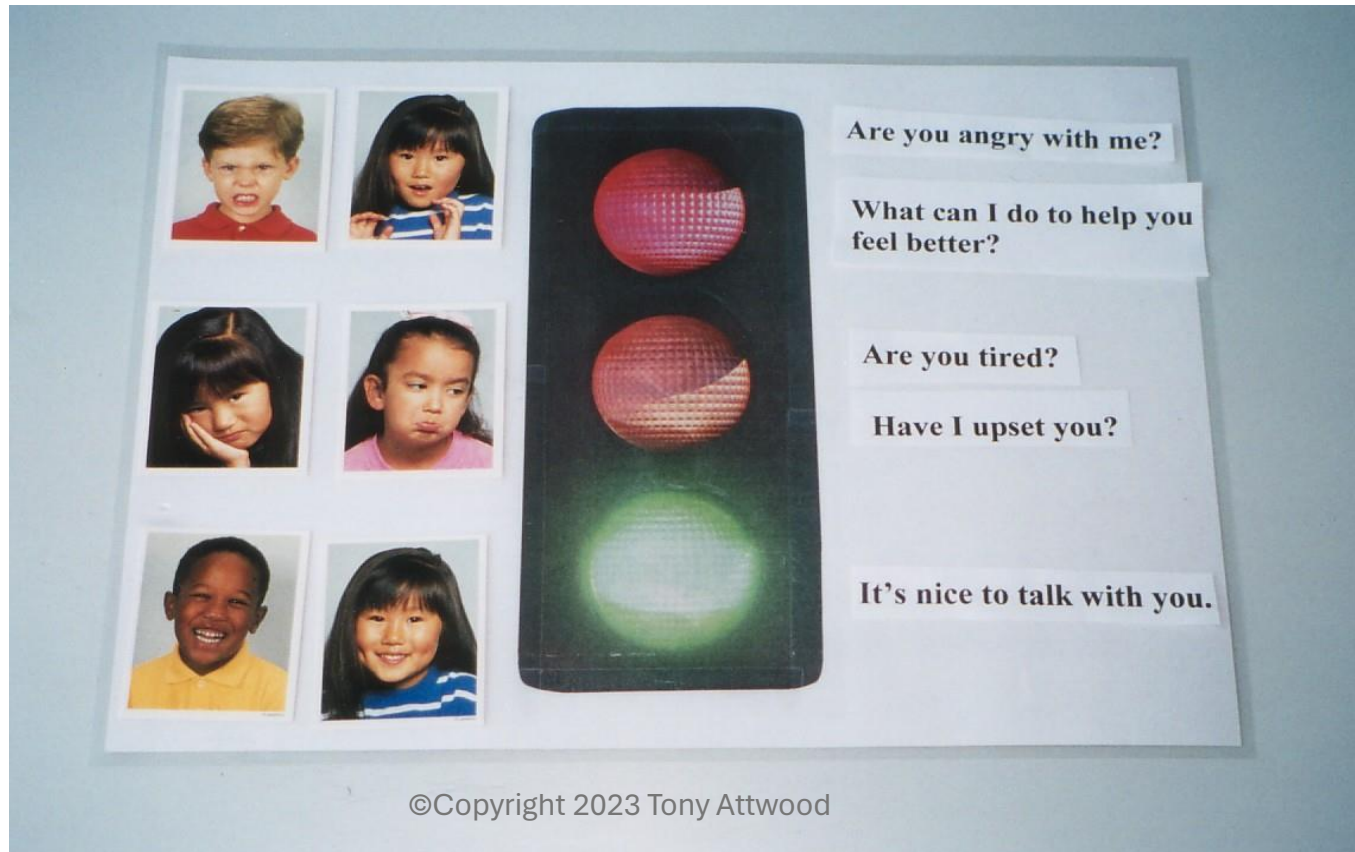 Are you angry with me?
What can I do to help you
feel better?
Are you tired?
Have I upset you?
It's nice to talk with you.
©Copyright 2023 Tony Attwood